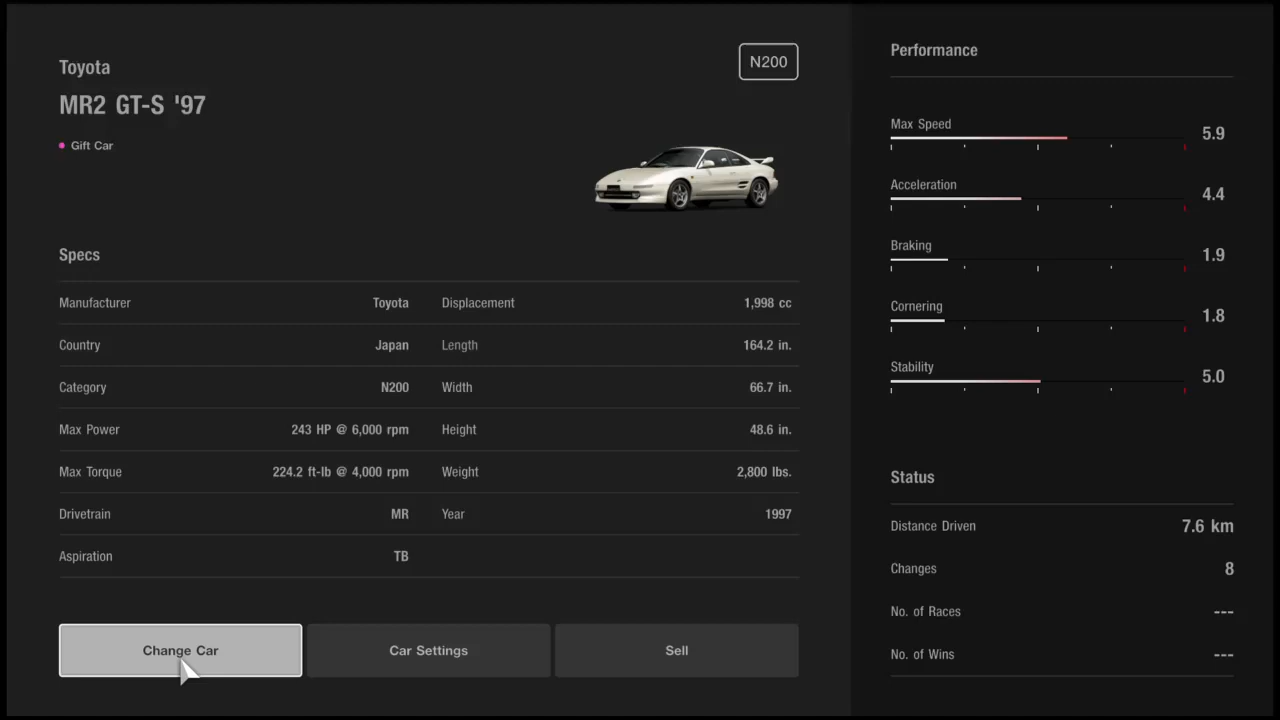 Toyota
N200
MR2 GT-S '97
Gift Car
Specs
Manufacturer Toyota Displacement 1,998 cc
Country Japan Length 164.2 in.
Category N200 Width 66.7 in.
Max Power 243 HP @ 6,000 rpm Height 48.6 in.
Max Torque 224.2 ft-lb @ 4,000 rpm Weight 2,800 lbs.
Drivetrain MR Year 1997
Aspiration TB
Change Car Car Settings Sell
Performance
Max Speed 5.9
Acceleration 4.4
Braking 1.9
Cornering 1.8
Stability 5.0
Status
Distance Driven 7.6 km
Changes 8
No. of Races ---
No. of Wins ---